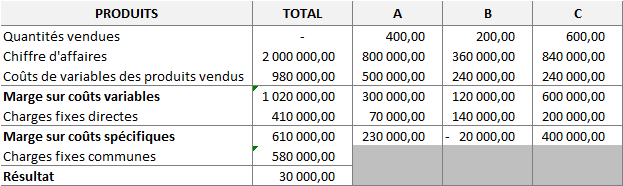 PRODUITS TOTAL A B C
Quantités vendues - 400,00 200,00 600,00
Chiffre d'affaires 2 000 000,00 800 000,00 360 000,00 840 000,00
Coûts de variables des produits vendus 980 000,00 500 000,00 240 000,00 240 000,00
Marge sur coûts variables 1 020 000,00 300 000,00 120 000,00 600 000,00
Charges fixes directes 410 000,00 70 000,00 140 000,00 200 000,00
Marge sur coûts spécifiques 610 000,00 230 000,00 - 20 000,00 400 000,00
Charges fixes communes 580 000,00
Résultat 30 000,00